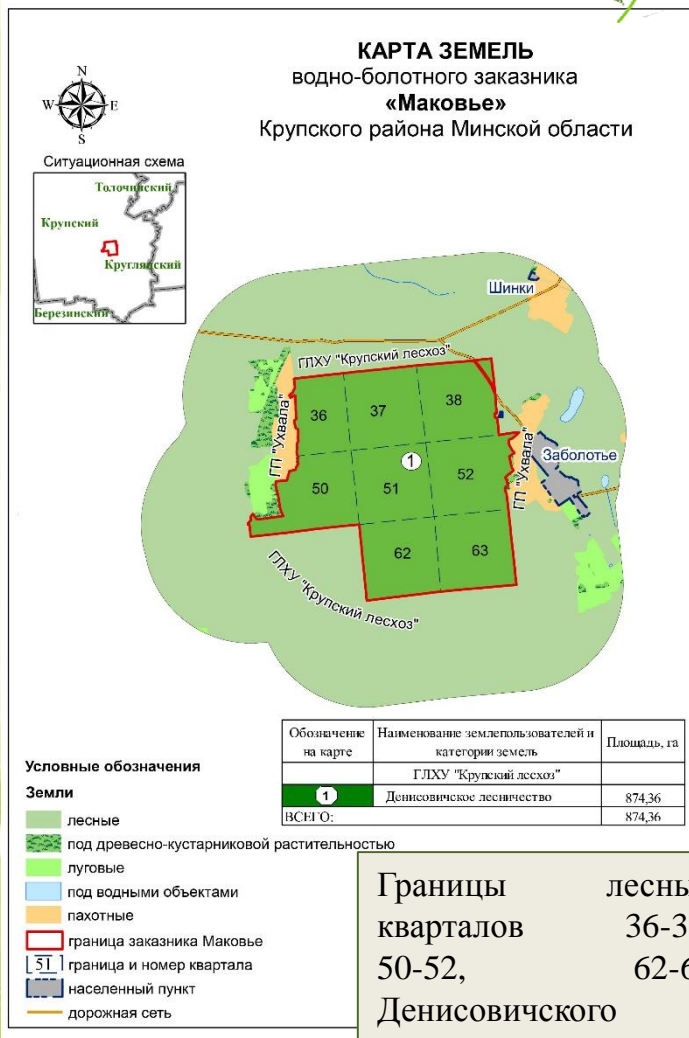 КАРТА ЗЕМЕЛЬ
водно-болотного заказника
«Маковье»
Крупского района Минской области
N
W E
S
Ситуационная схема
Толочинский
Крупский
Круглянский
Березинский
Шинки
ГЛХУ "Крупский лесхоз"
36 37 38
ГП "Ухвала"
1
Заболотье
50 51 52
ГП "Ухвала"
62 63
ГЛХУ "Крупский лесхоз"
Обозначение на карте | Наименование землепользователей и категории земель | Площадь, га
ГЛХУ "Крупский лесхоз"
1 Денисовичское лесничество 874,36
ВСЕГО: 874,36
Условные обозначения
Земли
лесные
под древесно-кустарниковой растительностью
луговые
под водными объектами
пахотные
граница заказника Маковье
51 граница и номер квартала
населенный пункт
дорожная сеть
Границы
кварталов
50-52,
Денисовичского